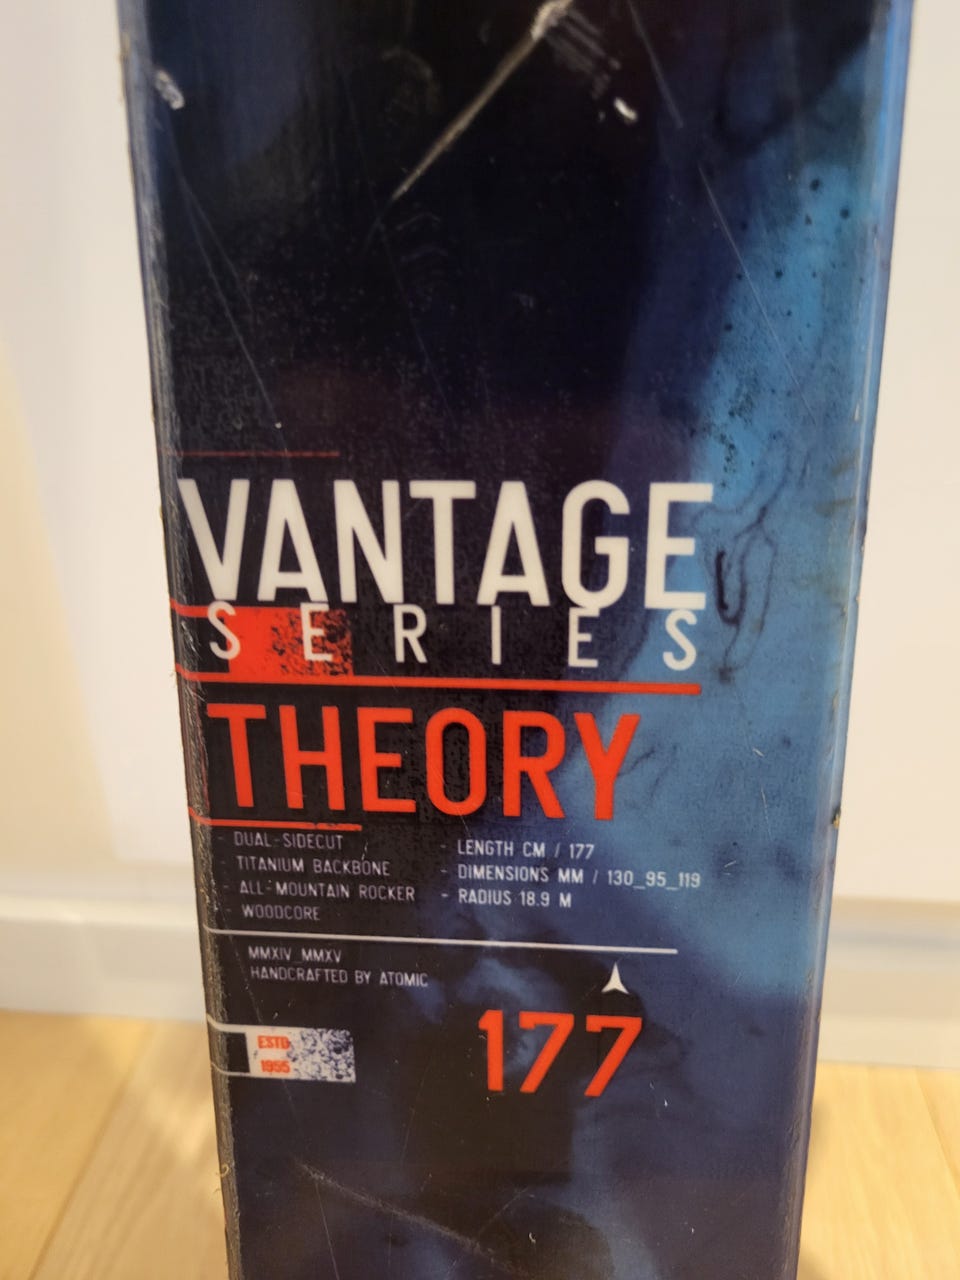 VANTAGE
SERIES
THEORY
- DUAL-SIDECUT
- TITANIUM BACKBONE
- ALL-MOUNTAIN ROCKER
- WOODCORE
- LENGTH CM / 177
- DIMENSIONS MM / 130_95_119
- RADIUS 18.9 M
MMXIV_MMXV
HANDCRAFTED BY ATOMIC
177
ESTD
1955